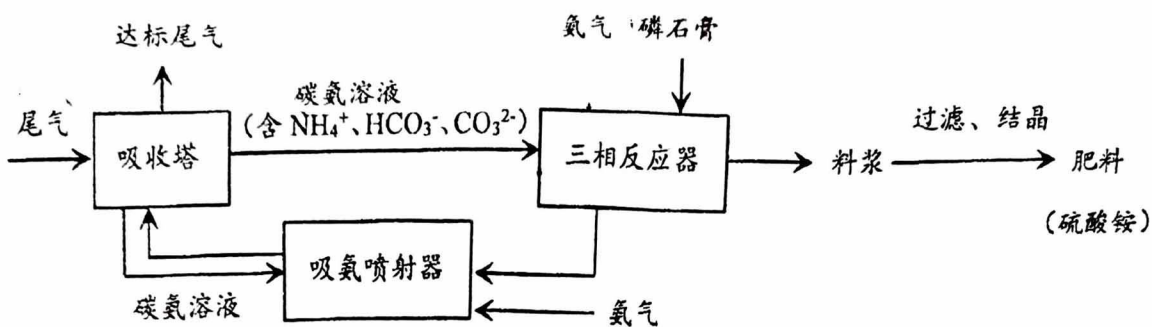 达标尾气
氨气 磷石膏
尾气
碳氨溶液
(含 NH₄⁺、HCO₃⁻、CO₃²⁻)
吸收塔
三相反应器
过滤、结晶
料浆
肥料
(硫酸铵)
吸氨喷射器
碳氨溶液
氨气